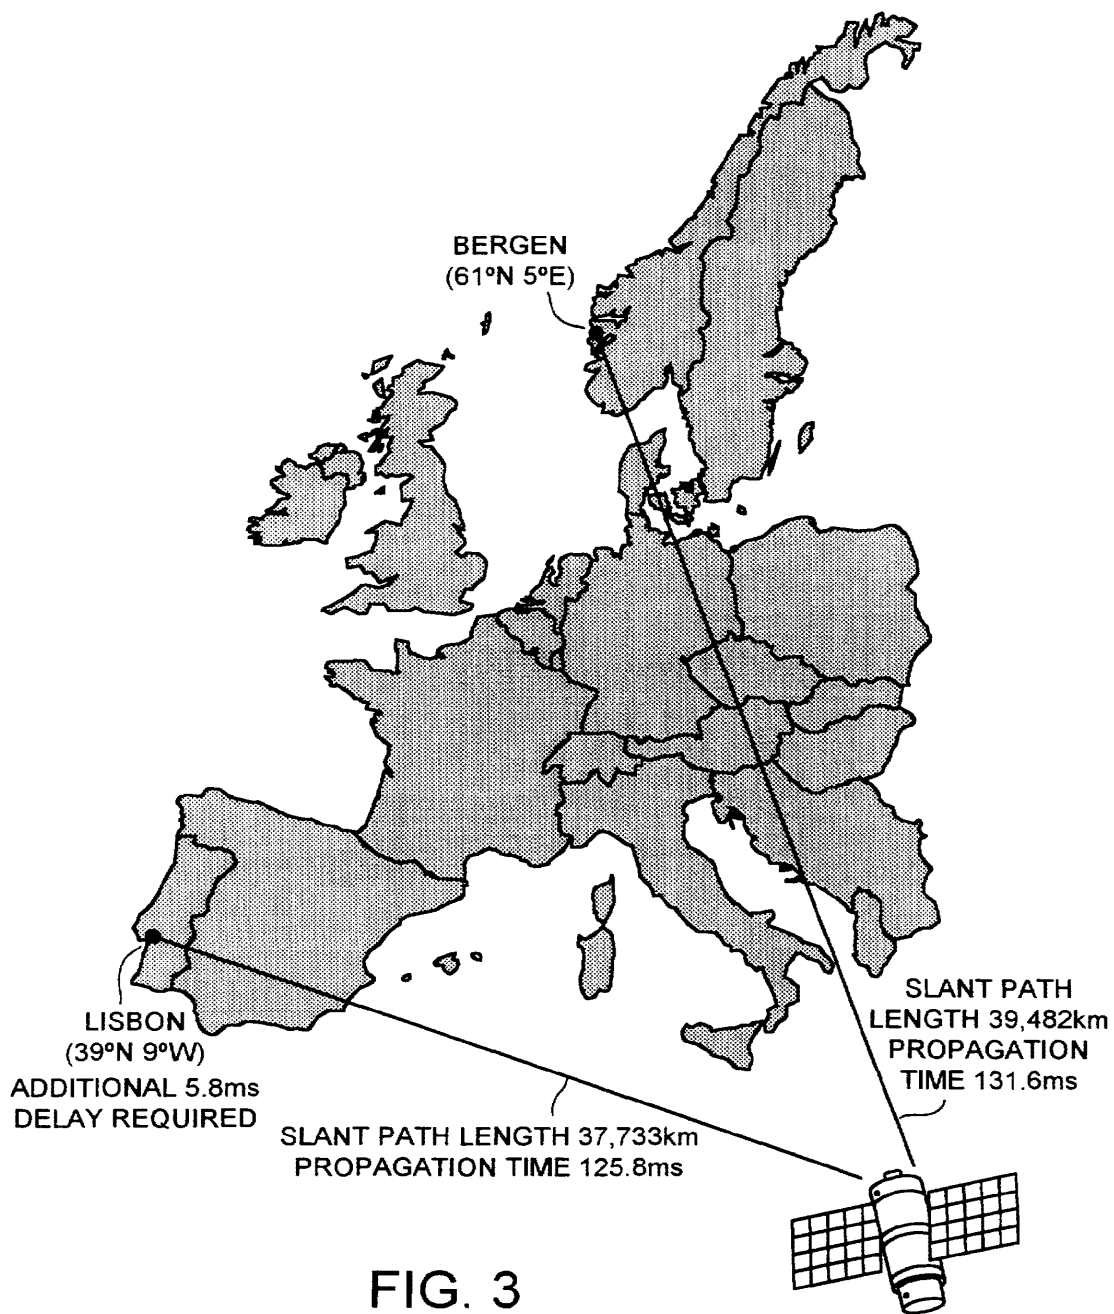 BERGEN
(61ºN 5ºE)
LISBON
(39ºN 9ºW)
ADDITIONAL 5.8ms
DELAY REQUIRED
SLANT PATH LENGTH 37,733km
PROPAGATION TIME 125.8ms
SLANT PATH
LENGTH 39,482km
PROPAGATION
TIME 131.6ms
FIG. 3